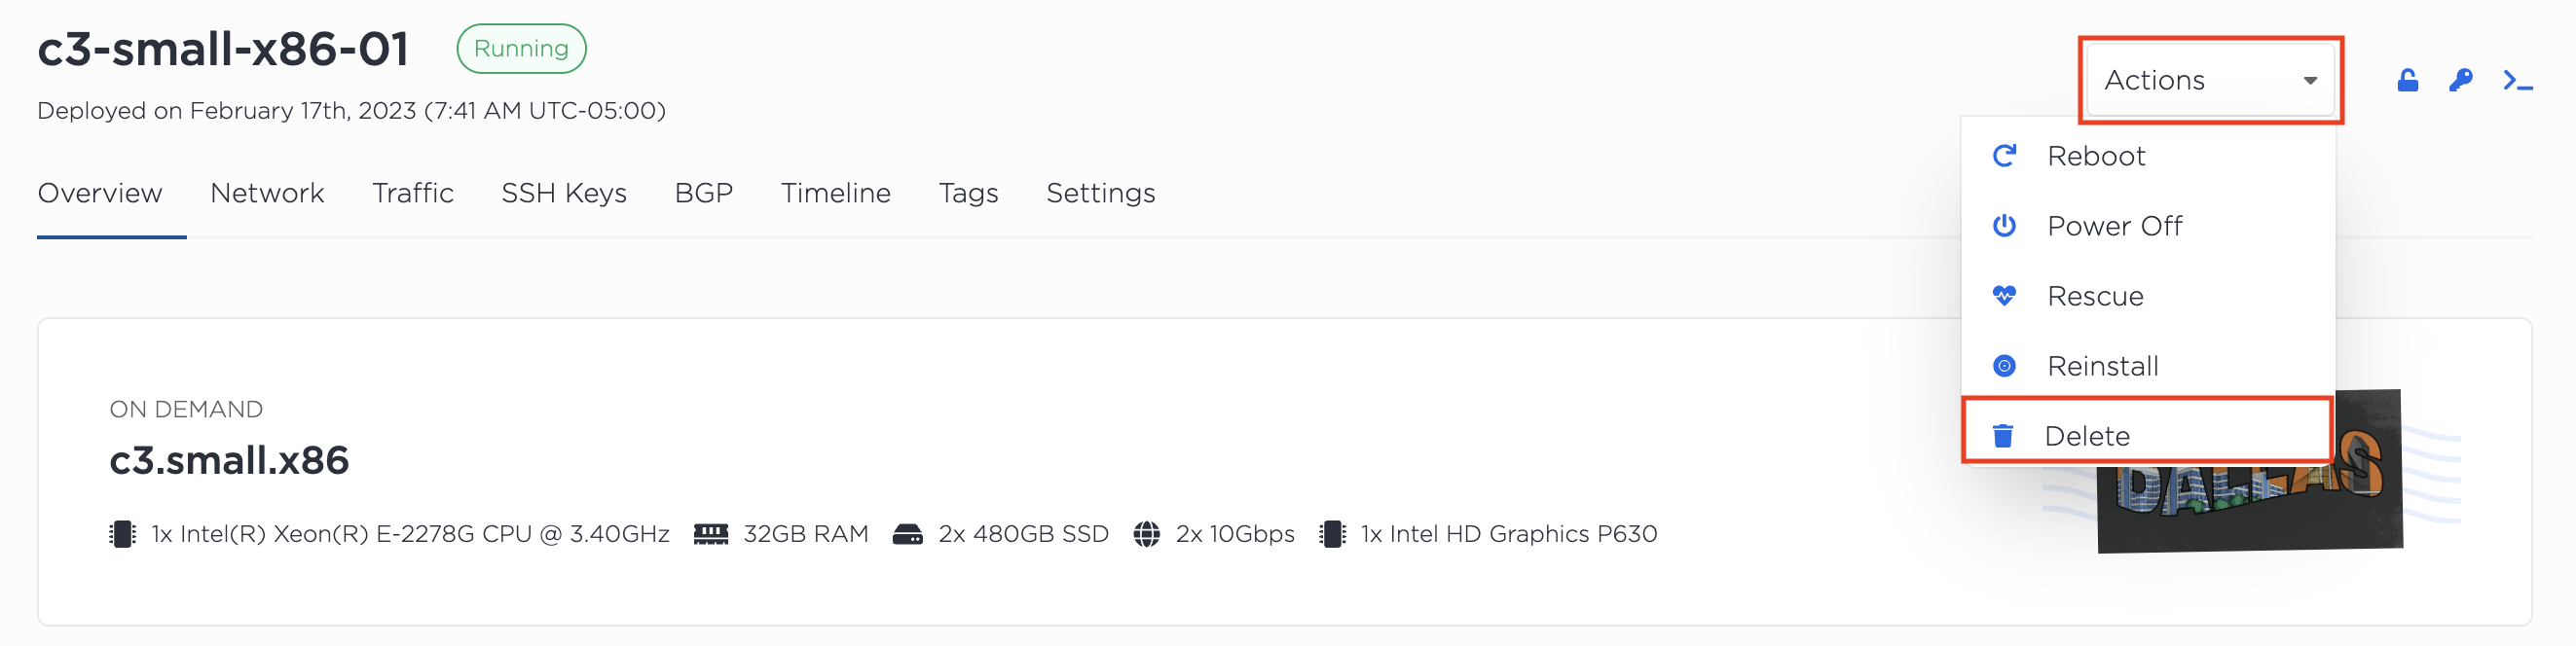 c3-small-x86-01 Running
Deployed on February 17th, 2023 (7:41 AM UTC-05:00)
Actions
Reboot
Power Off
Rescue
Reinstall
Delete
Overview Network Traffic SSH Keys BGP Timeline Tags Settings
ON DEMAND
c3.small.x86
1x Intel(R) Xeon(R) E-2278G CPU @ 3.40GHz 32GB RAM 2x 480GB SSD 2x 10Gbps 1x Intel HD Graphics P630
DALLAS